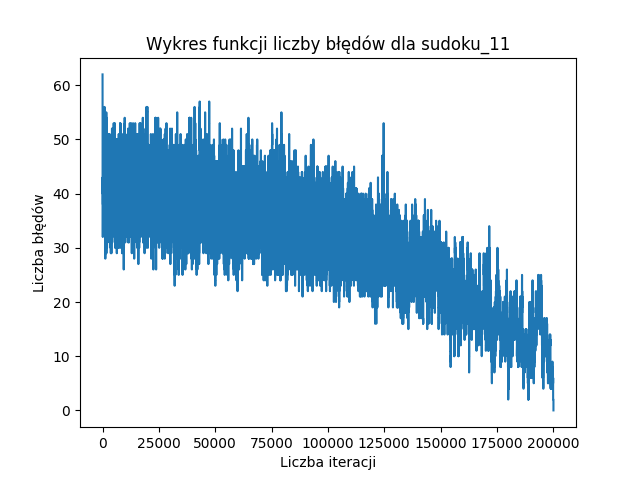 Wykres funkcji liczby błędów dla sudoku_11
60
50
40
30
20
10
0
Liczba błędów
0 25000 50000 75000 100000 125000 150000 175000 200000
Liczba iteracji